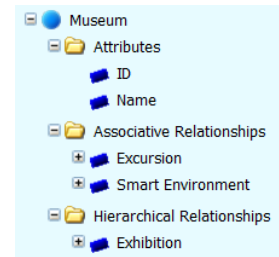 Museum
Attributes
ID
Name
Associative Relationships
Excursion
Smart Environment
Hierarchical Relationships
Exhibition